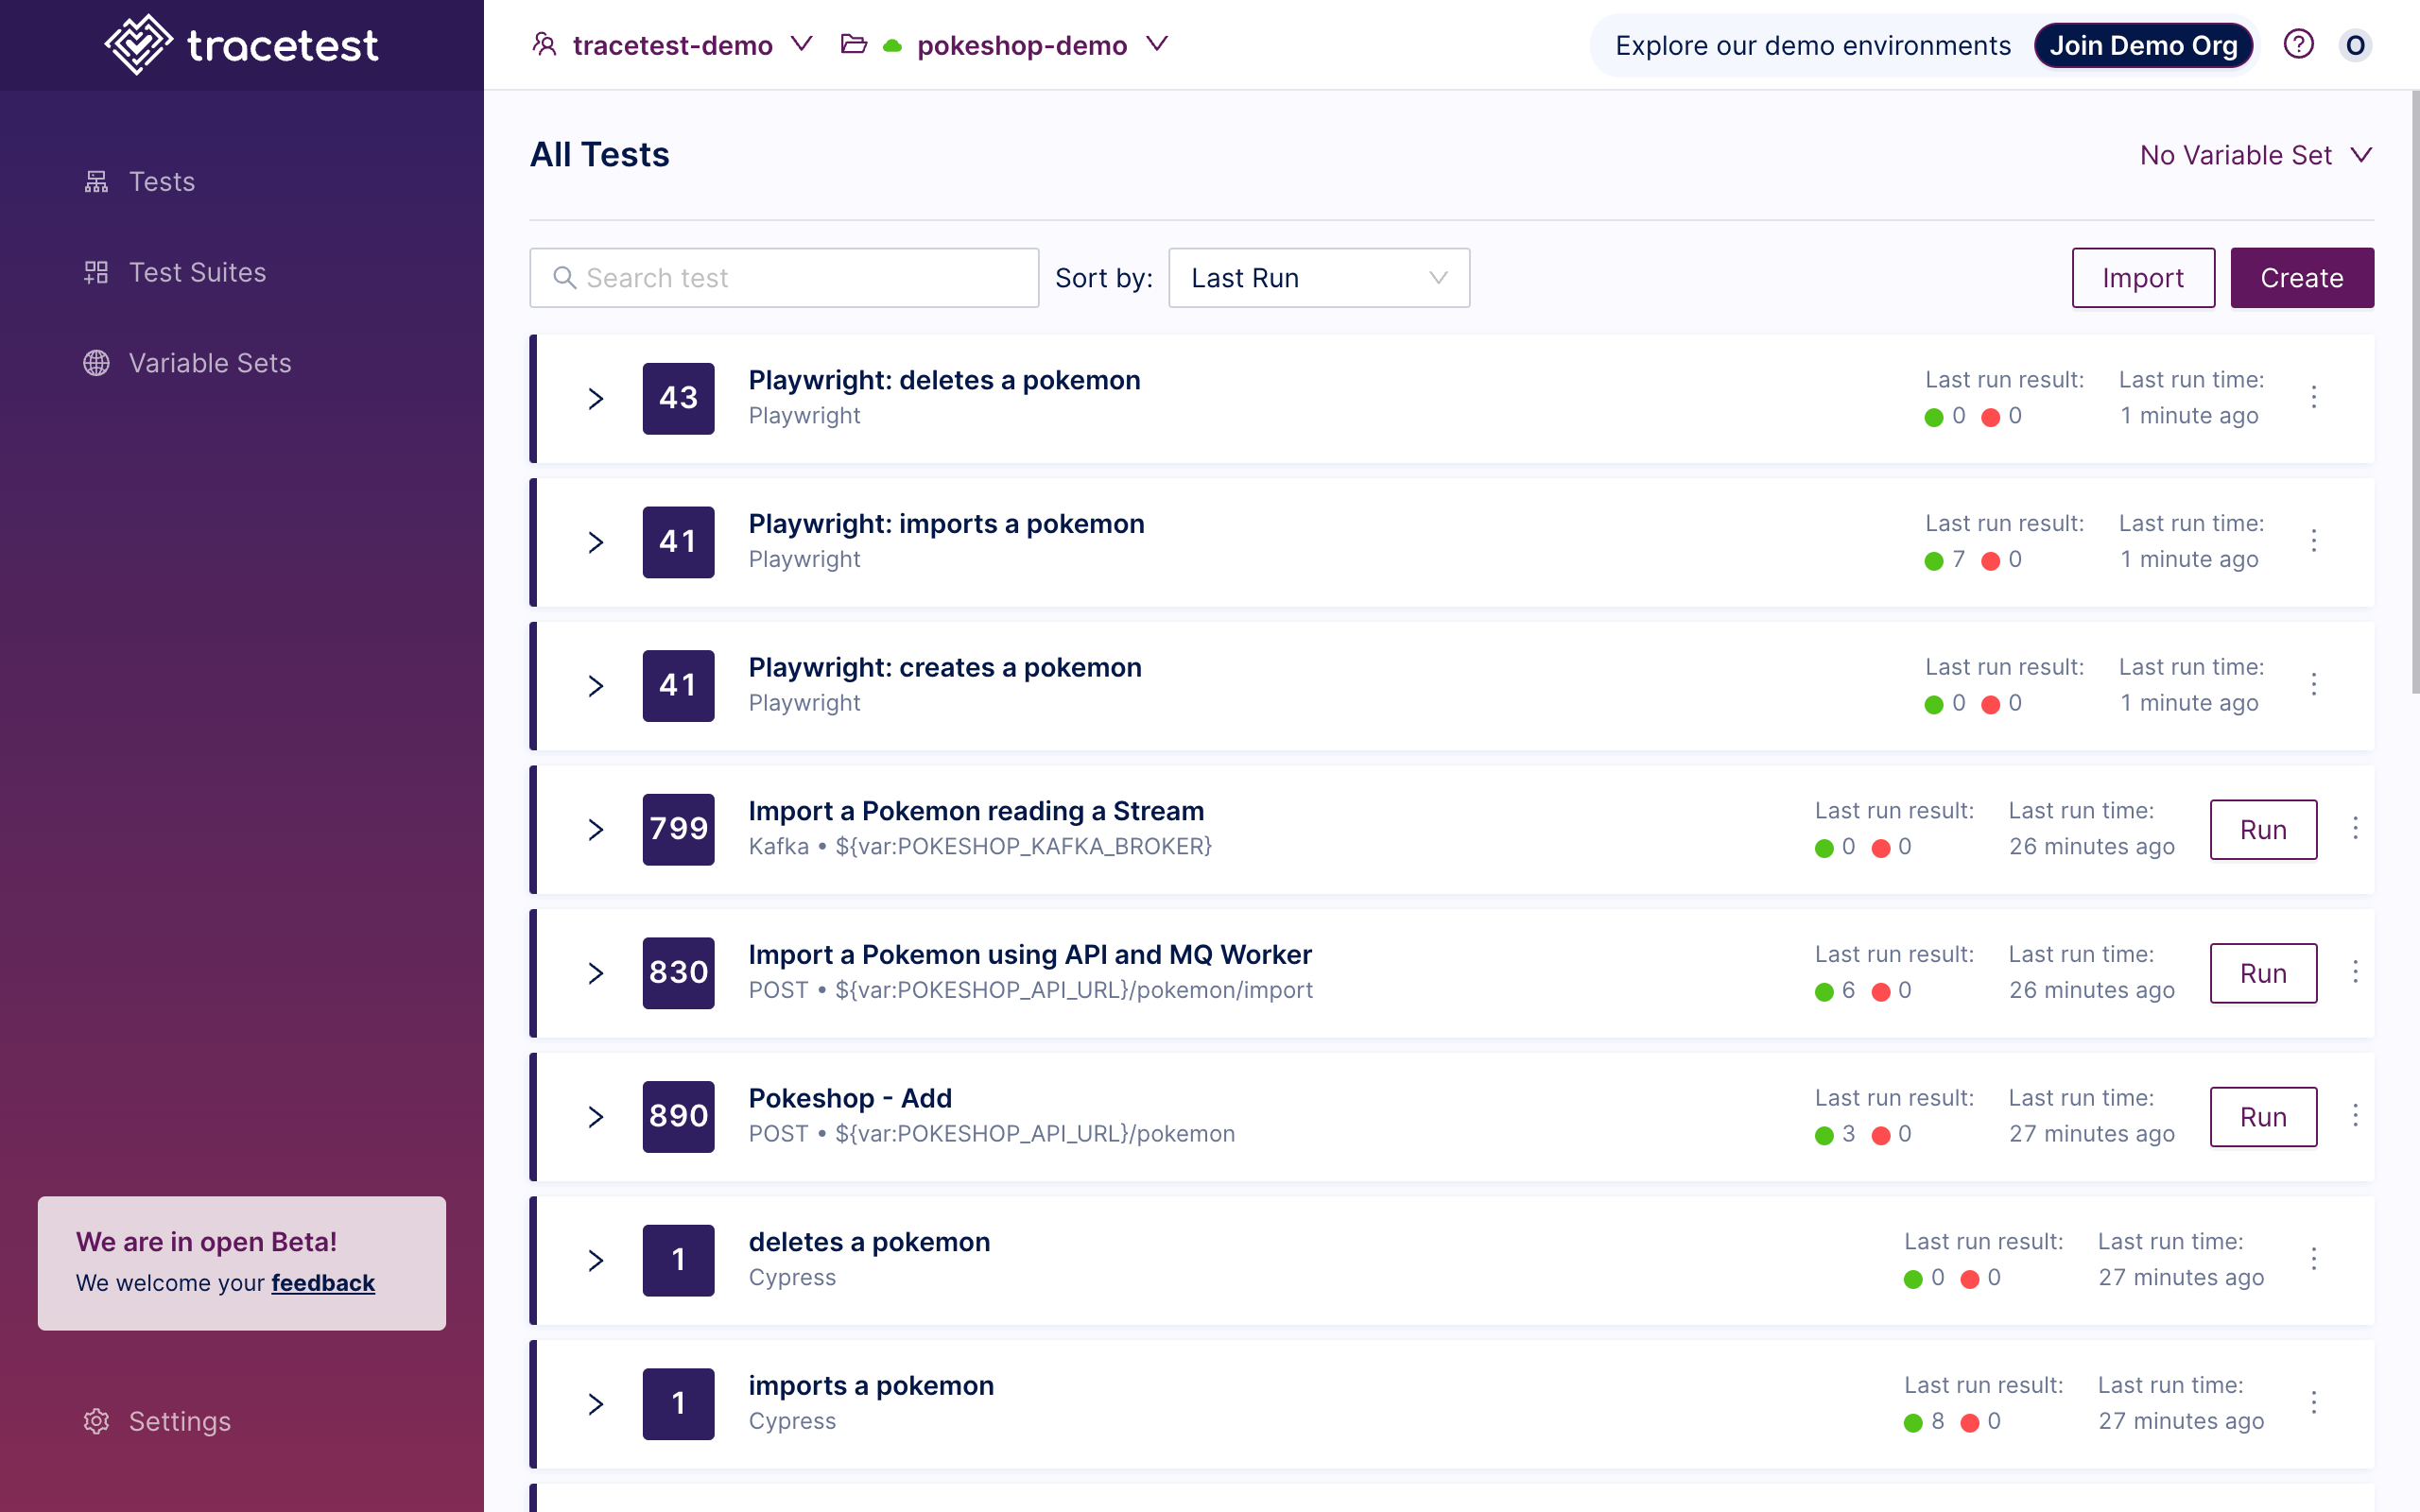 tracetest
tracetest-demo
pokeshop-demo
Explore our demo environments
Join Demo Org
O
Tests
Test Suites
Variable Sets
All Tests
No Variable Set
Search test
Sort by:
Last Run
Import
Create
43
Playwright: deletes a pokemon
Playwright
Last run result:
0 0
Last run time:
1 minute ago
41
Playwright: imports a pokemon
Playwright
Last run result:
7 0
Last run time:
1 minute ago
41
Playwright: creates a pokemon
Playwright
Last run result:
0 0
Last run time:
1 minute ago
799
Import a Pokemon reading a Stream
Kafka • ${var:POKESHOP_KAFKA_BROKER}
Last run result:
0 0
Last run time:
26 minutes ago
Run
830
Import a Pokemon using API and MQ Worker
POST • ${var:POKESHOP_API_URL}/pokemon/import
Last run result:
6 0
Last run time:
26 minutes ago
Run
890
Pokeshop - Add
POST • ${var:POKESHOP_API_URL}/pokemon
Last run result:
3 0
Last run time:
27 minutes ago
Run
1
deletes a pokemon
Cypress
Last run result:
0 0
Last run time:
27 minutes ago
1
imports a pokemon
Cypress
Last run result:
8 0
Last run time:
27 minutes ago
We are in open Beta!
We welcome your feedback
Settings